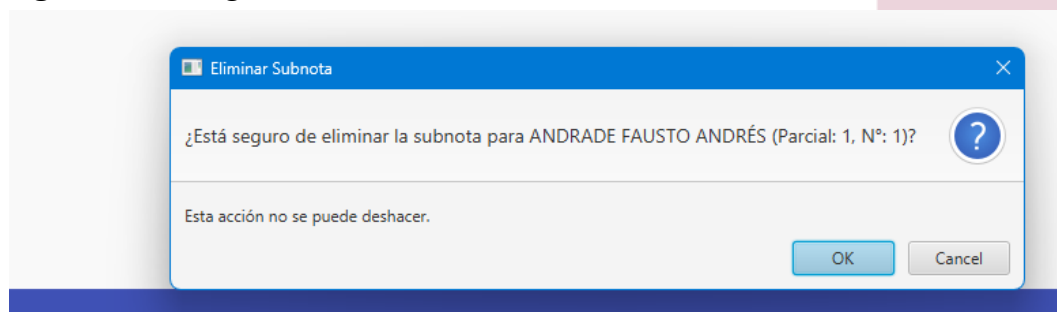 Eliminar Subnota
¿Está seguro de eliminar la subnota para ANDRADE FAUSTO ANDRÉS (Parcial: 1, N°: 1)?
?
Esta acción no se puede deshacer.
OK Cancel